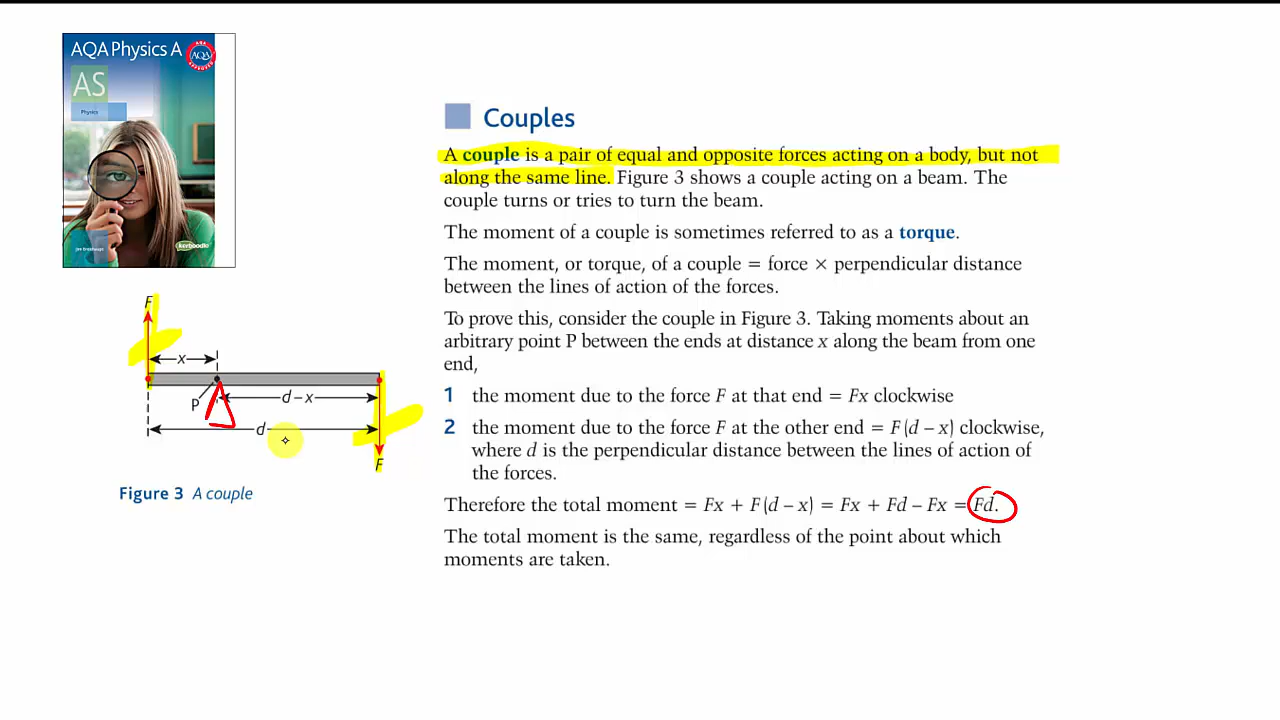 AQA Physics A
AQA
AS
Physics
kerboodle
Couples
A couple is a pair of equal and opposite forces acting on a body, but not
along the same line. Figure 3 shows a couple acting on a beam. The
couple turns or tries to turn the beam.
The moment of a couple is sometimes referred to as a torque.
The moment, or torque, of a couple = force × perpendicular distance
between the lines of action of the forces.
To prove this, consider the couple in Figure 3. Taking moments about an
arbitrary point P between the ends at distance x along the beam from one
end,
1 the moment due to the force F at that end = Fx clockwise
2 the moment due to the force F at the other end = F(d – x) clockwise,
where d is the perpendicular distance between the lines of action of
the forces.
Therefore the total moment = Fx + F(d – x) = Fx + Fd – Fx = Fd.
The total moment is the same, regardless of the point about which
moments are taken.
F
x
P
d – x
d
F
Figure 3 A couple